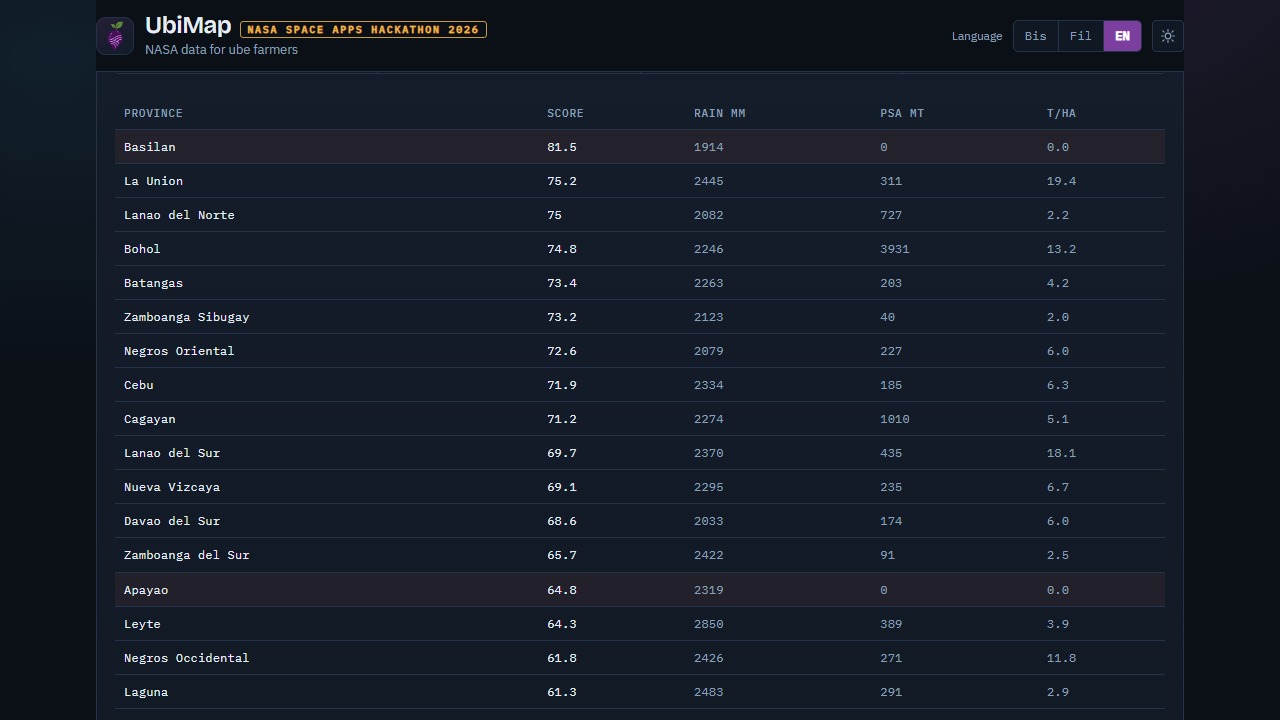 UbiMap NASA SPACE APPS HACKATHON 2026
NASA data for ube farmers
Language Bis Fil EN
PROVINCE SCORE RAIN MM PSA MT T/HA
Basilan 81.5 1914 0 0.0
La Union 75.2 2445 311 19.4
Lanao del Norte 75 2082 727 2.2
Bohol 74.8 2246 3931 13.2
Batangas 73.4 2263 203 4.2
Zamboanga Sibugay 73.2 2123 40 2.0
Negros Oriental 72.6 2079 227 6.0
Cebu 71.9 2334 185 6.3
Cagayan 71.2 2274 1010 5.1
Lanao del Sur 69.7 2370 435 18.1
Nueva Vizcaya 69.1 2295 235 6.7
Davao del Sur 68.6 2033 174 6.0
Zamboanga del Sur 65.7 2422 91 2.5
Apayao 64.8 2319 0 0.0
Leyte 64.3 2850 389 3.9
Negros Occidental 61.8 2426 271 11.8
Laguna 61.3 2483 291 2.9